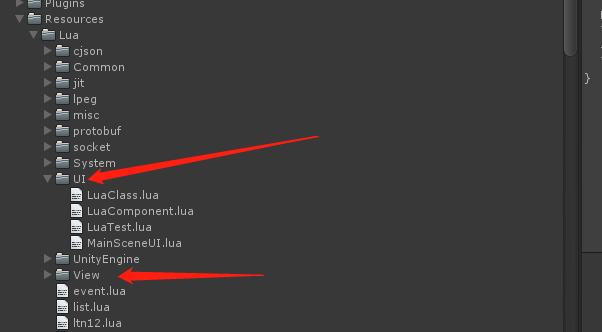 Plugins
Resources
Lua
cjson
Common
jit
lpeg
misc
protobuf
socket
System
UI
LuaClass.lua
LuaComponent.lua
LuaTest.lua
MainSceneUI.lua
UnityEngine
View
event.lua
list.lua
ltn12.lua
}